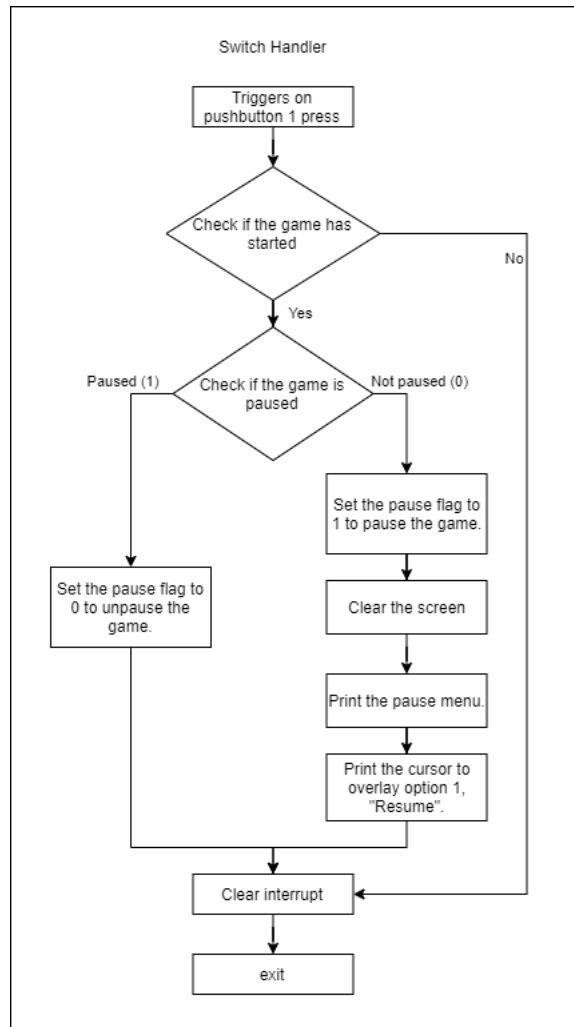 Switch Handler
Triggers on
pushbutton 1 press
Check if the game has
started
No
Yes
Paused (1)
Check if the game is
paused
Not paused (0)
Set the pause flag to
1 to pause the game.
Set the pause flag to
0 to unpause the
game.
Clear the screen
Print the pause menu.
Print the cursor to
overlay option 1,
"Resume".
Clear interrupt
exit